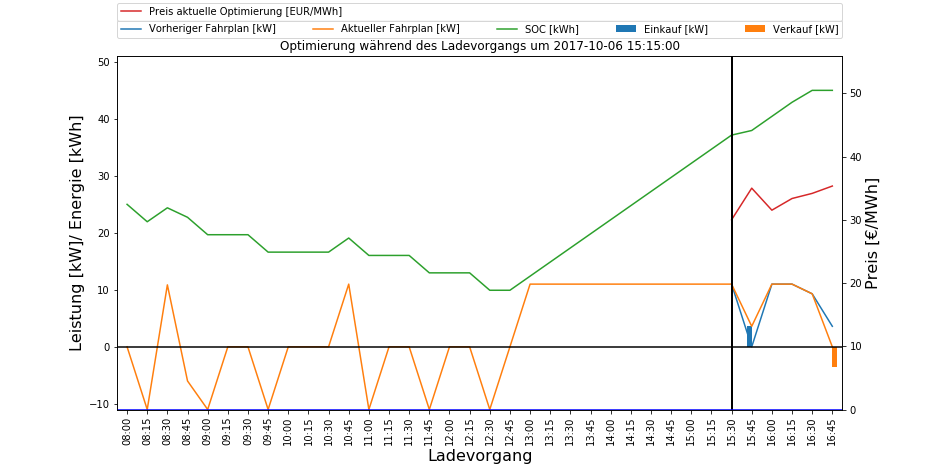 Preis aktuelle Optimierung [EUR/MWh]
Vorheriger Fahrplan [kW] Aktueller Fahrplan [kW] SOC [kWh] Einkauf [kW] Verkauf [kW]
Optimierung während des Ladevorgangs um 2017-10-06 15:15:00
Leistung [kW]/ Energie [kWh]
50
40
30
20
10
0
−10
50
40
30
20
10
0
Preis [€/MWh]
08:00 08:15 08:30 08:45 09:00 09:15 09:30 09:45 10:00 10:15 10:30 10:45 11:00 11:15 11:30 11:45 12:00 12:15 12:30 12:45 13:00 13:15 13:30 13:45 14:00 14:15 14:30 14:45 15:00 15:15 15:30 15:45 16:00 16:15 16:30 16:45
Ladevorgang